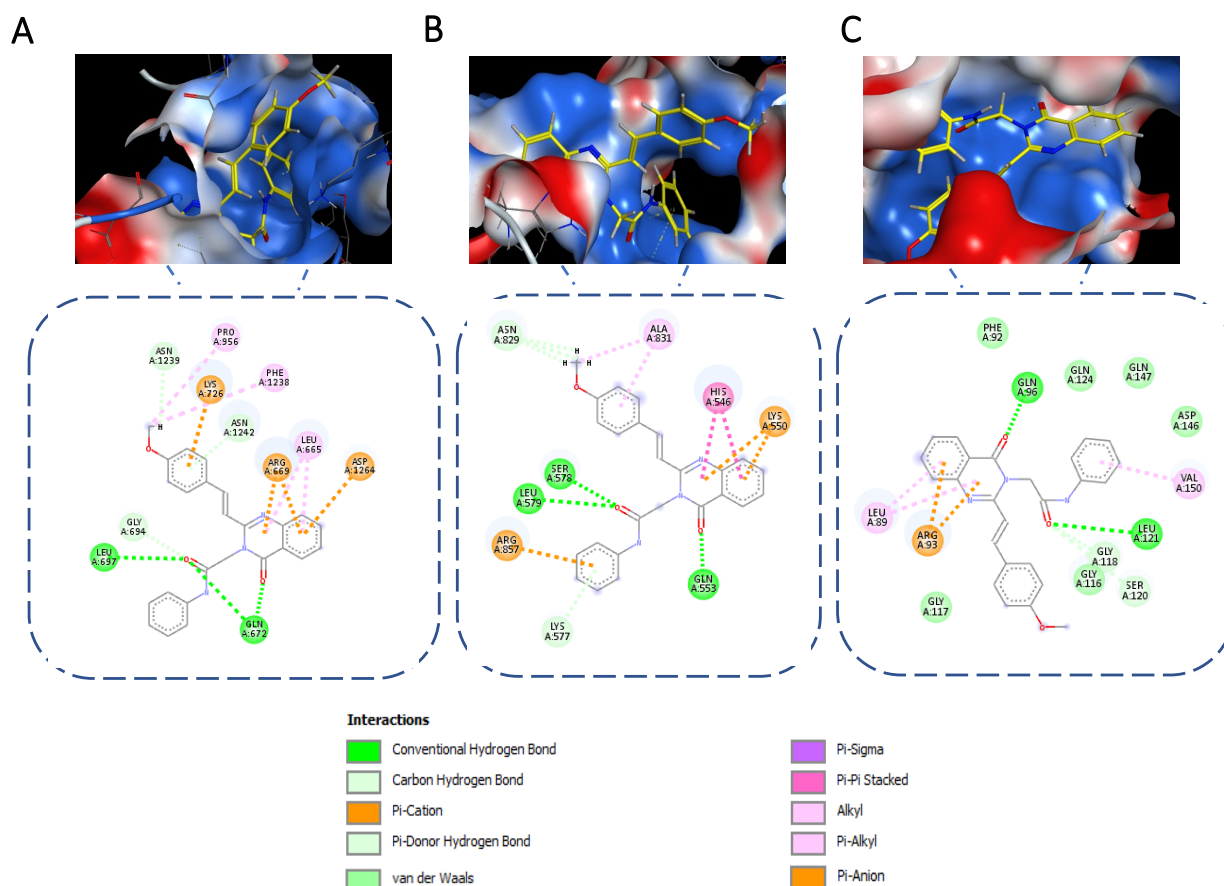 A
B
C
PRO
A:956
ASN
A:1239
PHE
A:1238
LYS
A:726
ASN
A:1242
LEU
A:665
ARG
A:669
ASP
A:1264
GLY
A:694
LEU
A:697
GLN
A:672
H
N
N
O
O
O
N
ASN
A:829
ALA
A:831
H
H
H
HIS
A:546
LYS
A:550
SER
A:578
LEU
A:579
ARG
A:857
GLN
A:553
LYS
A:577
O
N
N
O
O
N
PHE
A:92
GLN
A:124
GLN
A:147
GLN
A:96
ASP
A:146
VAL
A:150
LEU
A:89
ARG
A:93
LEU
A:121
GLY
A:118
GLY
A:116
SER
A:120
GLY
A:117
O
N
N
N
O
O
Interactions
Conventional Hydrogen Bond
Carbon Hydrogen Bond
Pi-Cation
Pi-Donor Hydrogen Bond
van der Waals
Pi-Sigma
Pi-Pi Stacked
Alkyl
Pi-Alkyl
Pi-Anion